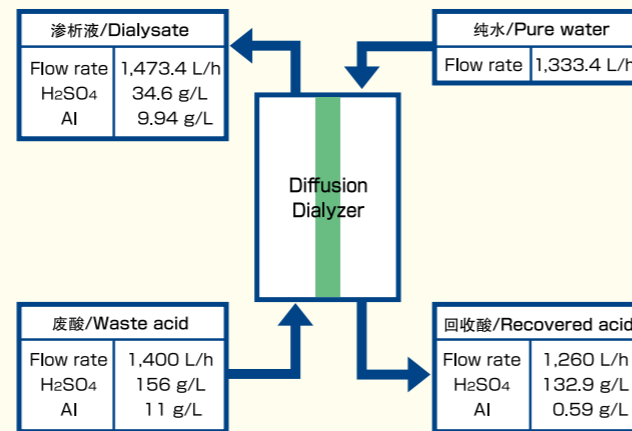 渗析液/Dialysate
Flow rate 1,473.4 L/h
H₂SO₄ 34.6 g/L
Al 9.94 g/L
纯水/Pure water
Flow rate 1,333.4 L/h
Diffusion
Dialyzer
废酸/Waste acid
Flow rate 1,400 L/h
H₂SO₄ 156 g/L
Al 11 g/L
回收酸/Recovered acid
Flow rate 1,260 L/h
H₂SO₄ 132.9 g/L
Al 0.59 g/L